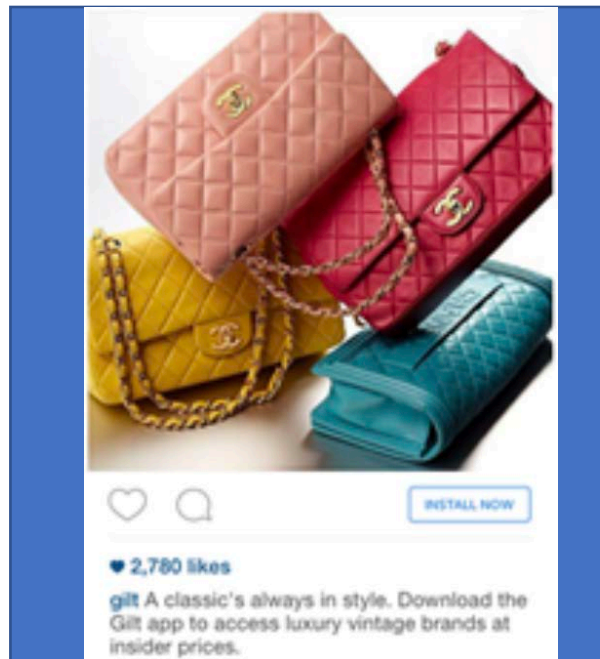 INSTALL NOW
2,780 likes
gilt A classic's always in style. Download the
Gilt app to access luxury vintage brands at
insider prices.